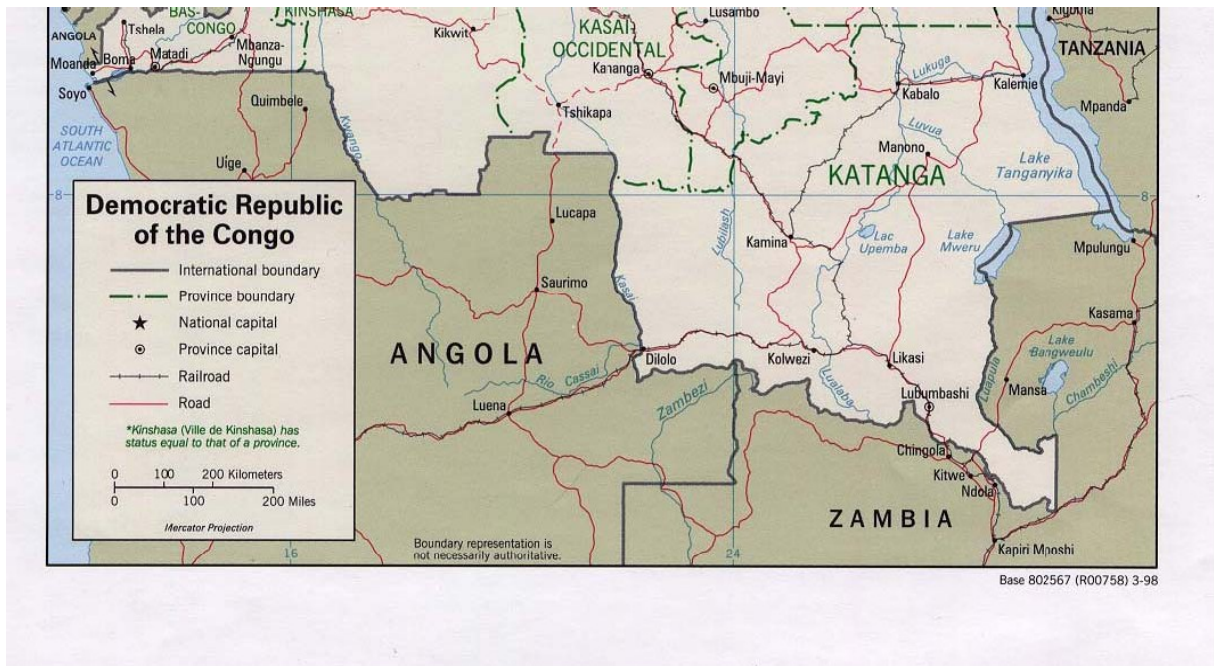 BAS-
CONGO
KINSHASA
KASAI-
OCCIDENTAL
Lusambo
Kigoma
ANGOLA
Tshela
Kikwit
TANZANIA
Moanda
Boma
Matadi
Mbanza-
Ngungu
Kananga
Mbuji-Mayi
Lukuga
Kalemie
Soyo
Quimbele
Tshikapa
Kabalo
Mpanda
SOUTH
ATLANTIC
OCEAN
Kwango
Luvua
Uíge
Manono
Lake
Tanganyika
KATANGA
8
8
Democratic Republic
of the Congo
Lucapa
Lubilash
Kamina
Lac
Upemba
Lake
Mweru
Mpulungu
International boundary
Province boundary
National capital
Province capital
Railroad
Road
*Kinshasa (Ville de Kinshasa) has
status equal to that of a province.
0 100 200 Kilometers
0 100 200 Miles
Mercator Projection
Saurimo
Kasai
Kasama
ANGOLA
Dilolo
Kolwezi
Likasi
Lake
Bangweulu
Rio Cassai
Zambezi
Lualaba
Lubumbashi
Luapula
Mansa
Chambeshi
Luena
Chingola
Kitwe
Ndola
ZAMBIA
Boundary representation is
not necessarily authoritative.
Kapiri Mposhi
16
24
Base 802567 (R00758) 3-98